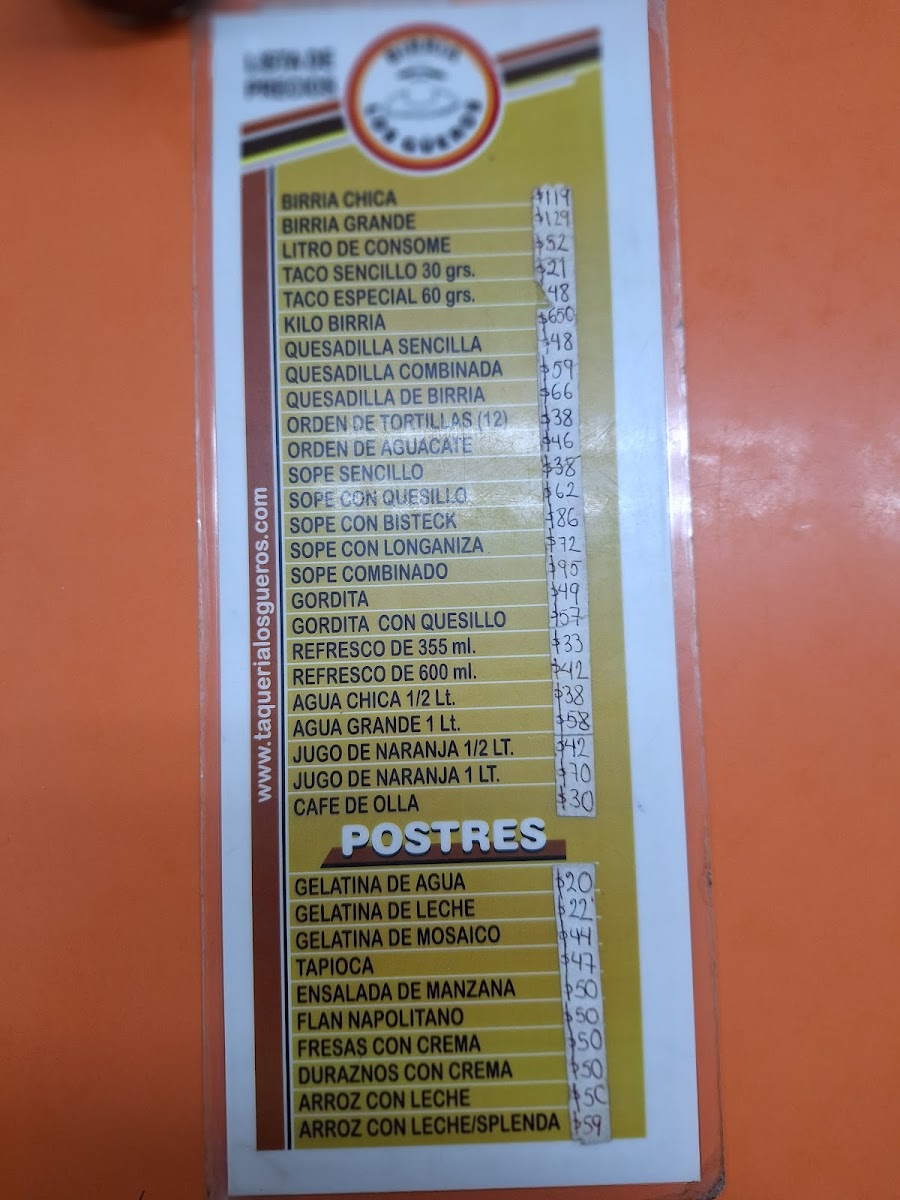 LISTA DE
PRECIOS
BIRRIA
LOS GÜEROS
BIRRIA CHICA $119
BIRRIA GRANDE $129
LITRO DE CONSOME $52
TACO SENCILLO 30 grs. $21
TACO ESPECIAL 60 grs. 48
KILO BIRRIA $650
QUESADILLA SENCILLA $48
QUESADILLA COMBINADA $59
QUESADILLA DE BIRRIA $66
ORDEN DE TORTILLAS (12) $38
ORDEN DE AGUACATE $46
SOPE SENCILLO $38
SOPE CON QUESILLO $62
SOPE CON BISTECK $86
SOPE CON LONGANIZA $72
SOPE COMBINADO $95
GORDITA $49
GORDITA CON QUESILLO $57
REFRESCO DE 355 ml. $33
REFRESCO DE 600 ml. $42
AGUA CHICA 1/2 Lt. $38
AGUA GRANDE 1 Lt. $58
JUGO DE NARANJA 1/2 LT. $42
JUGO DE NARANJA 1 LT. $70
CAFE DE OLLA $30
POSTRES
GELATINA DE AGUA $20
GELATINA DE LECHE $22
GELATINA DE MOSAICO $44
TAPIOCA $47
ENSALADA DE MANZANA $50
FLAN NAPOLITANO $50
FRESAS CON CREMA $50
DURAZNOS CON CREMA $50
ARROZ CON LECHE $50
ARROZ CON LECHE/SPLENDA $59
www.taquerialosgueros.com